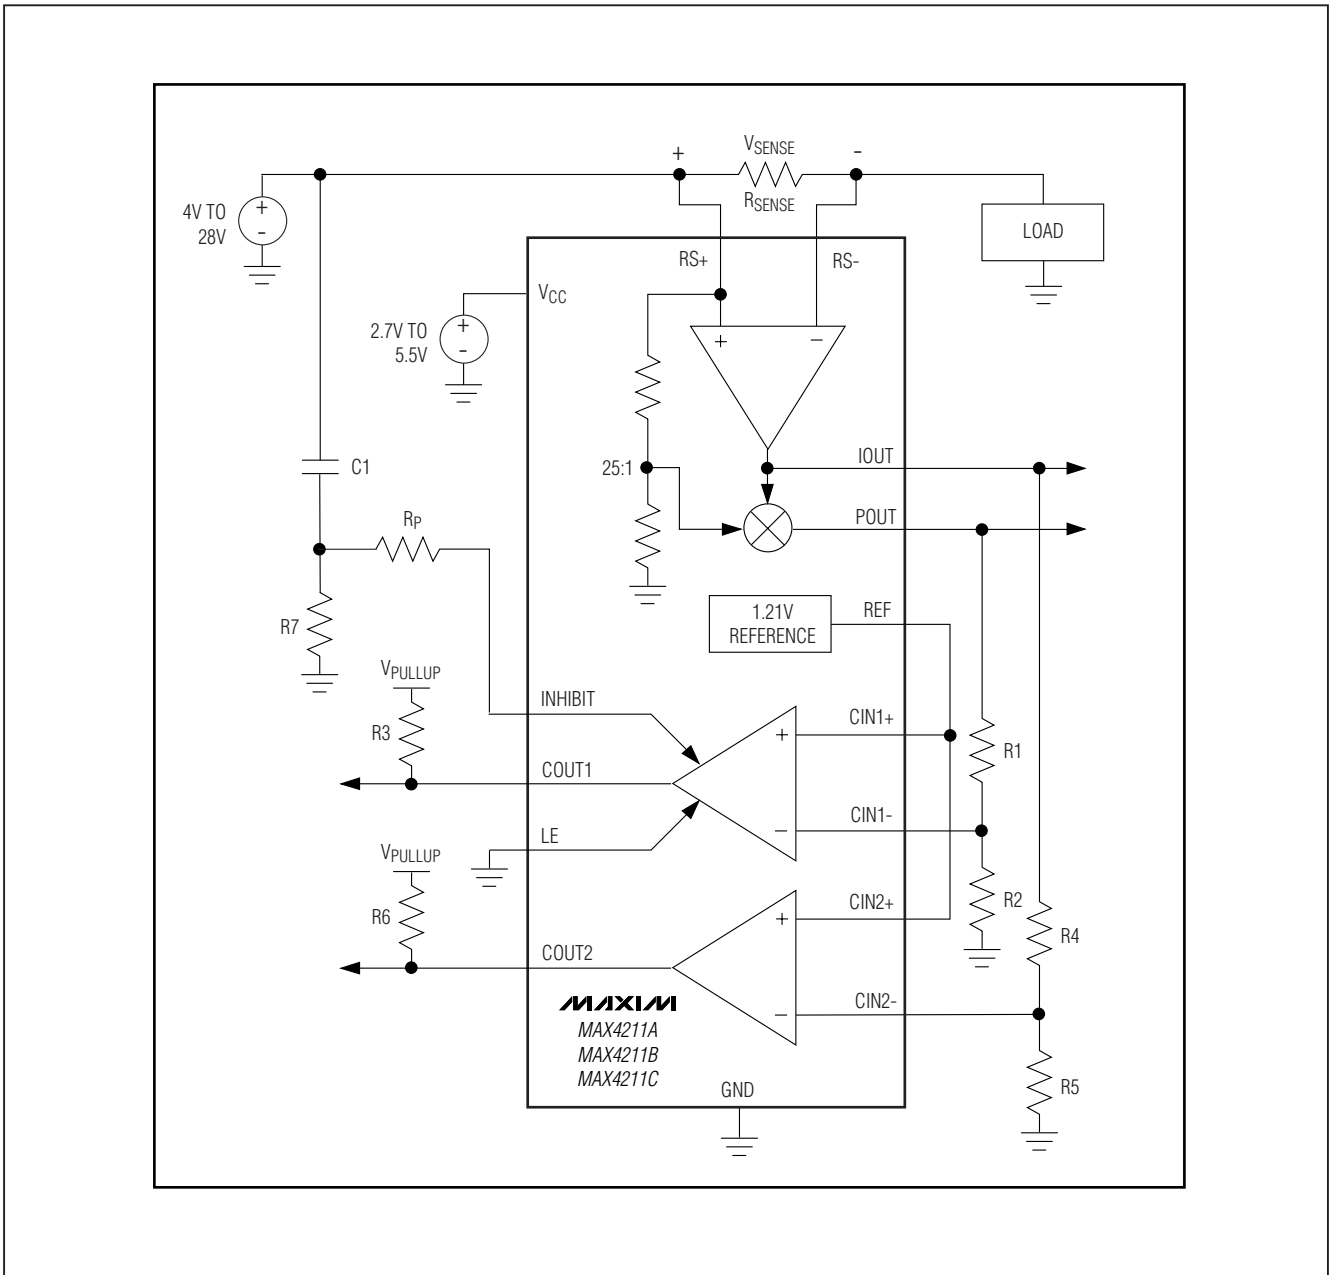 VSENSE
+
-
RSENSE
4V TO
28V
+
-
LOAD
RS+
RS-
VCC
2.7V TO
5.5V
+
-
+
−
C1
25:1
IOUT
RP
POUT
R7
1.21V
REFERENCE
REF
VPULLUP
INHIBIT
R3
CIN1+
+
R1
COUT1
CIN1-
−
LE
VPULLUP
R6
CIN2+
+
R2
R4
COUT2
MAXIM
CIN2-
−
MAX4211A
MAX4211B
MAX4211C
GND
R5